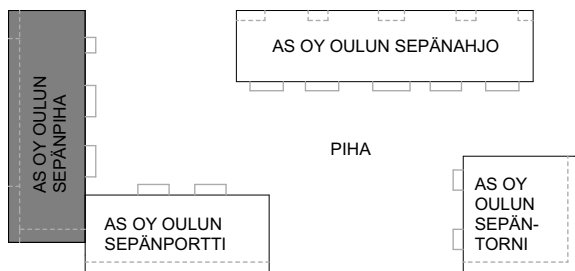 AS OY OULUN SEPÄNAHJO
AS OY OULUN
SEPÄNPIHA
PIHA
AS OY OULUN
SEPÄNPORTTI
AS OY
OULUN
SEPÄN-
TORNI